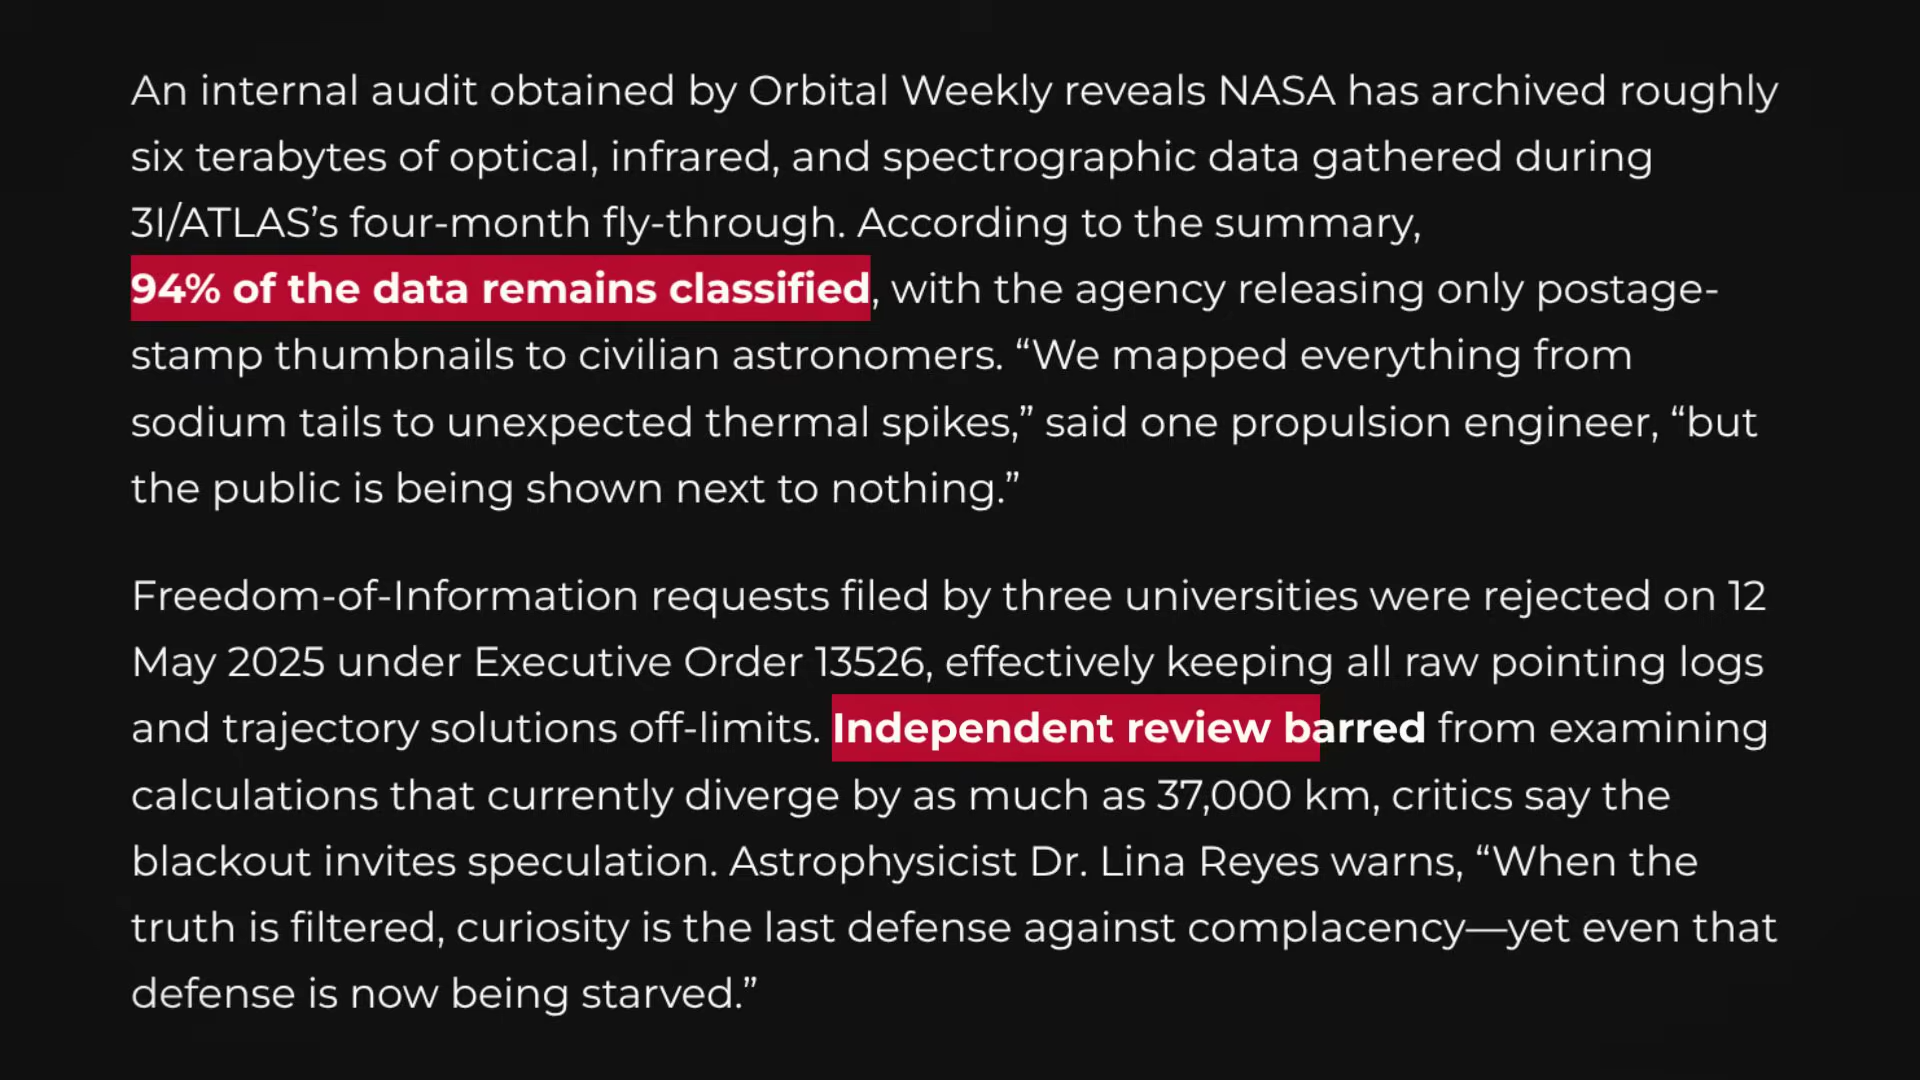 An internal audit obtained by Orbital Weekly reveals NASA has archived roughly
six terabytes of optical, infrared, and spectrographic data gathered during
3I/ATLAS’s four-month fly-through. According to the summary,
94% of the data remains classified, with the agency releasing only postage-
stamp thumbnails to civilian astronomers. “We mapped everything from
sodium tails to unexpected thermal spikes,” said one propulsion engineer, “but
the public is being shown next to nothing.”
Freedom-of-Information requests filed by three universities were rejected on 12
May 2025 under Executive Order 13526, effectively keeping all raw pointing logs
and trajectory solutions off-limits. Independent review barred from examining
calculations that currently diverge by as much as 37,000 km, critics say the
blackout invites speculation. Astrophysicist Dr. Lina Reyes warns, “When the
truth is filtered, curiosity is the last defense against complacency—yet even that
defense is now being starved.”